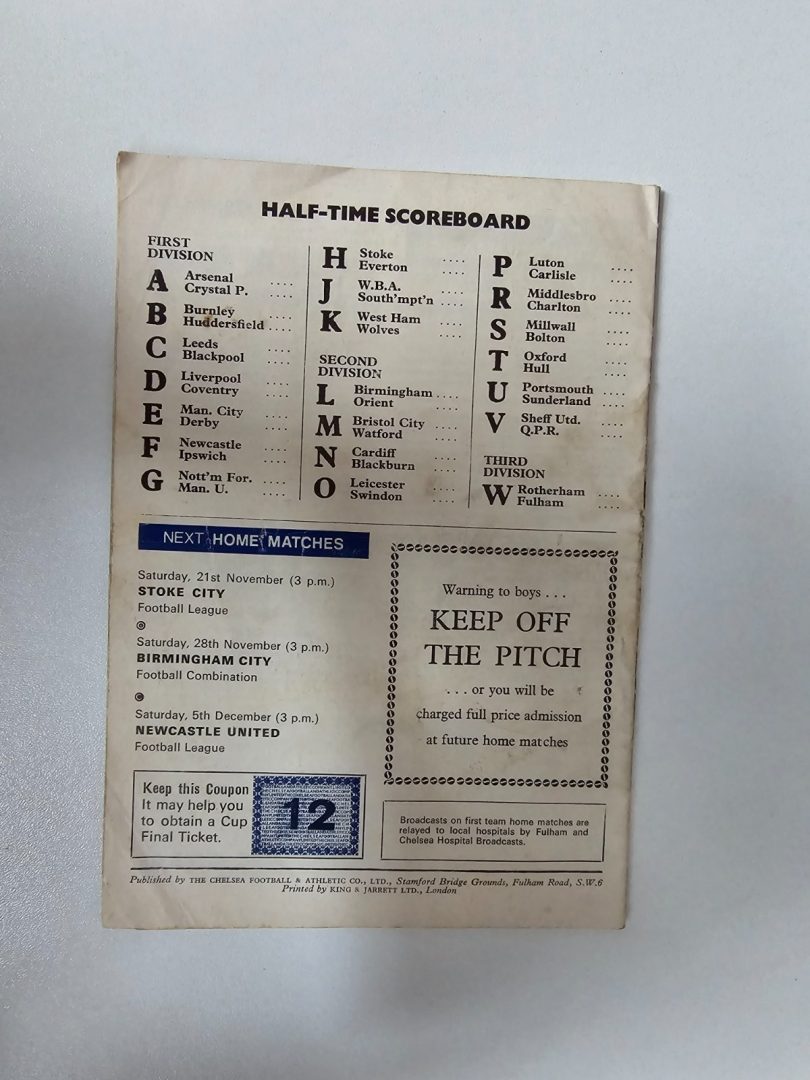 HALF-TIME SCOREBOARD
FIRST
DIVISION
A Arsenal ....
Crystal P. ....
B Burnley ....
Huddersfield ....
C Leeds ....
Blackpool ....
D Liverpool ....
Coventry ....
E Man. City ....
Derby ....
F Newcastle ....
Ipswich ....
G Nott'm For. ....
Man. U. ....
H Stoke ....
Everton ....
J W.B.A. ....
South'mpt'n ....
K West Ham ....
Wolves ....
SECOND
DIVISION
L Birmingham ....
Orient ....
M Bristol City ....
Watford ....
N Cardiff ....
Blackburn ....
O Leicester ....
Swindon ....
P Luton ....
Carlisle ....
R Middlesbro ....
Charlton ....
S Millwall ....
Bolton ....
T Oxford ....
Hull ....
U Portsmouth ....
Sunderland ....
V Sheff Utd. ....
Q.P.R. ....
THIRD
DIVISION
W Rotherham ....
Fulham ....
NEXT HOME MATCHES
Saturday, 21st November (3 p.m.)
STOKE CITY
Football League
Saturday, 28th November (3 p.m.)
BIRMINGHAM CITY
Football Combination
Saturday, 5th December (3 p.m.)
NEWCASTLE UNITED
Football League
Warning to boys . . .
KEEP OFF
THE PITCH
. . . or you will be
charged full price admission
at future home matches
Keep this Coupon
It may help you
to obtain a Cup
Final Ticket.
12
Broadcasts on first team home matches are
relayed to local hospitals by Fulham and
Chelsea Hospital Broadcasts.
Published by THE CHELSEA FOOTBALL & ATHLETIC CO., LTD., Stamford Bridge Grounds, Fulham Road, S.W.6
Printed by KING & JARRETT LTD., London